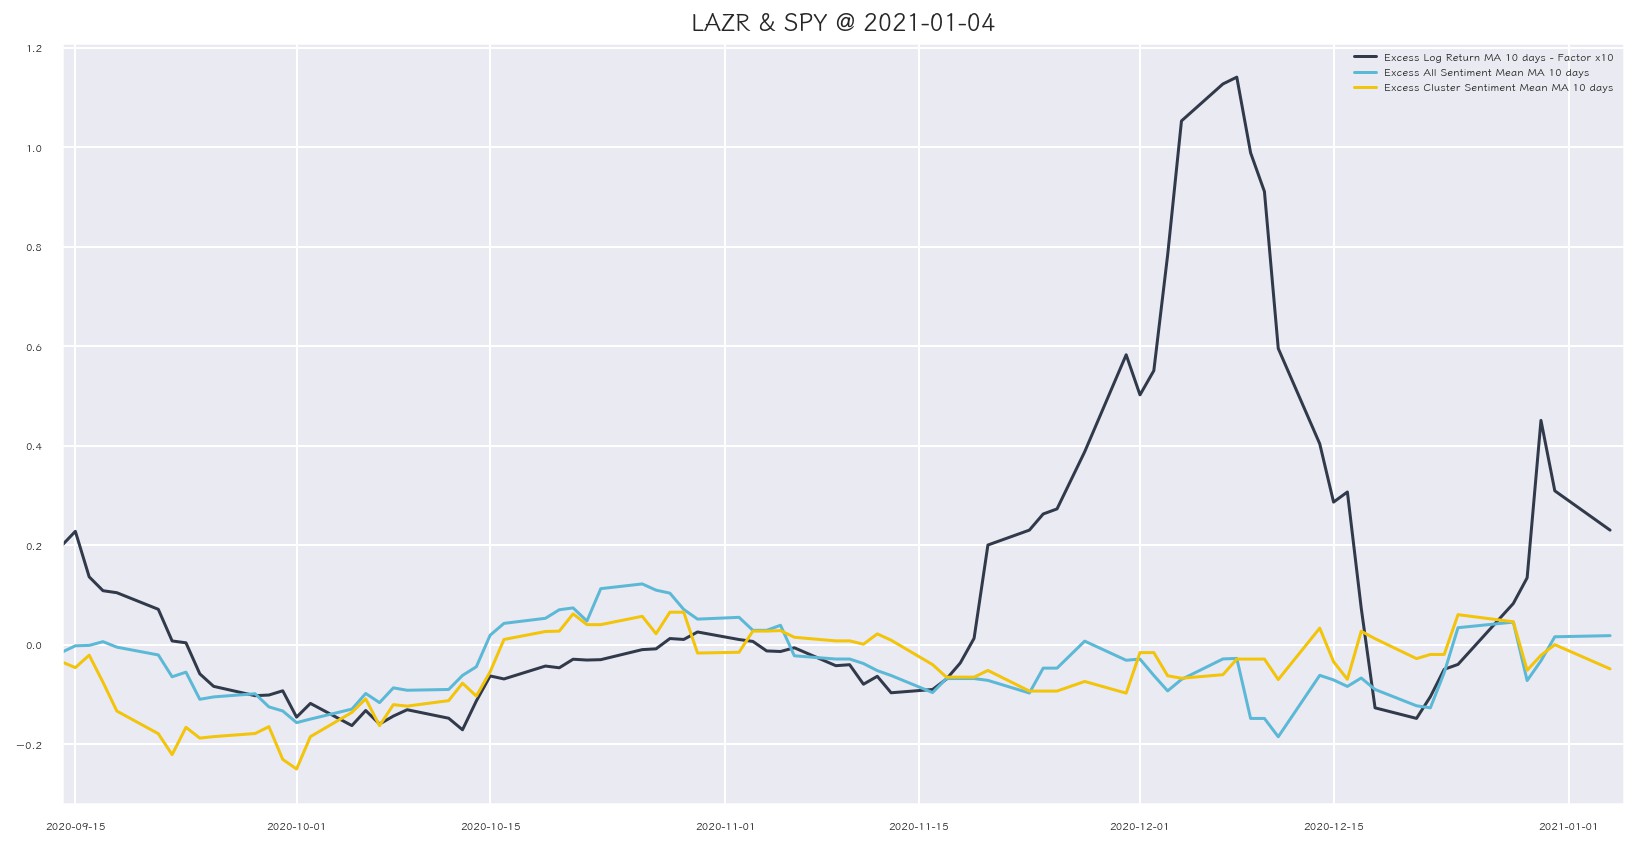 LAZR & SPY @ 2021-01-04
1.2
1.0
0.8
0.6
0.4
0.2
0.0
−0.2
Excess Log Return MA 10 days - Factor x10
Excess All Sentiment Mean MA 10 days
Excess Cluster Sentiment Mean MA 10 days
2020-09-15 2020-10-01 2020-10-15 2020-11-01 2020-11-15 2020-12-01 2020-12-15 2021-01-01